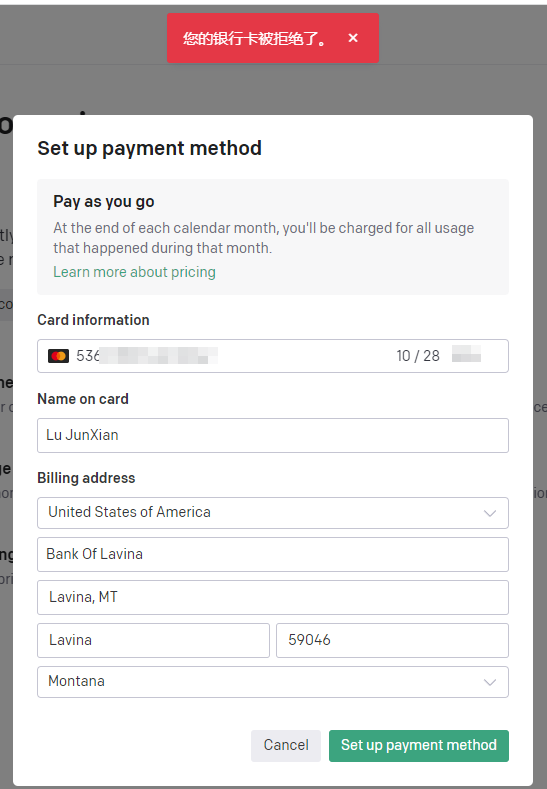 您的银行卡被拒绝了。 ×
Set up payment method
Pay as you go
At the end of each calendar month, you'll be charged for all usage
that happened during that month.
Learn more about pricing
Card information
536 10 / 28
Name on card
Lu JunXian
Billing address
United States of America
Bank Of Lavina
Lavina, MT
Lavina 59046
Montana
Cancel Set up payment method